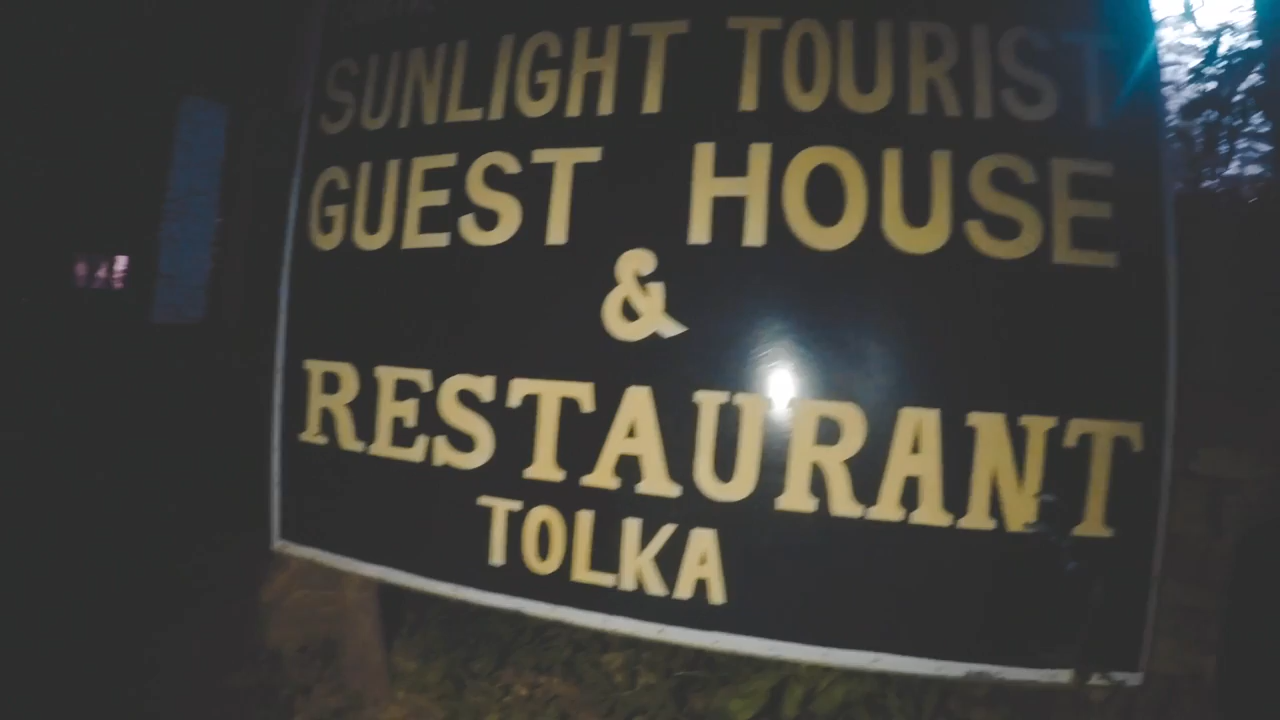 SUNLIGHT TOURIST
GUEST HOUSE
&
RESTAURANT
TOLKA